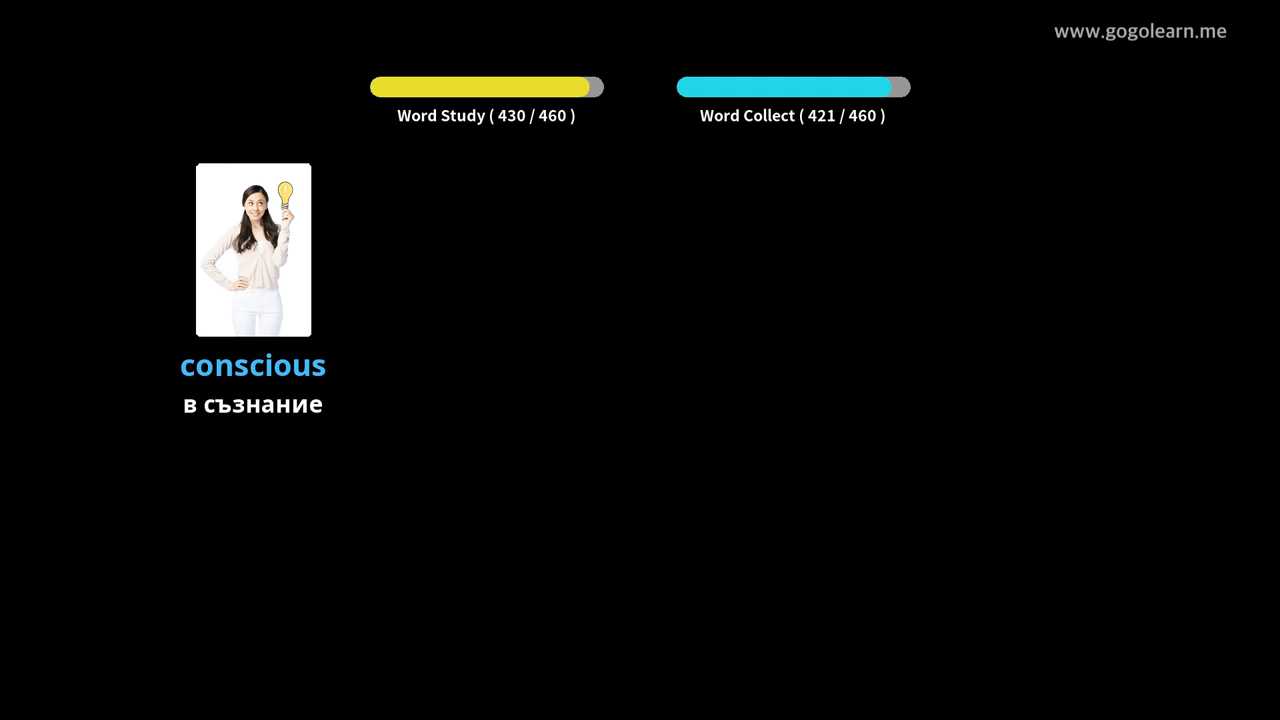 www.gogolearn.me
Word Study ( 430 / 460 )
Word Collect ( 421 / 460 )
conscious
в съзнание